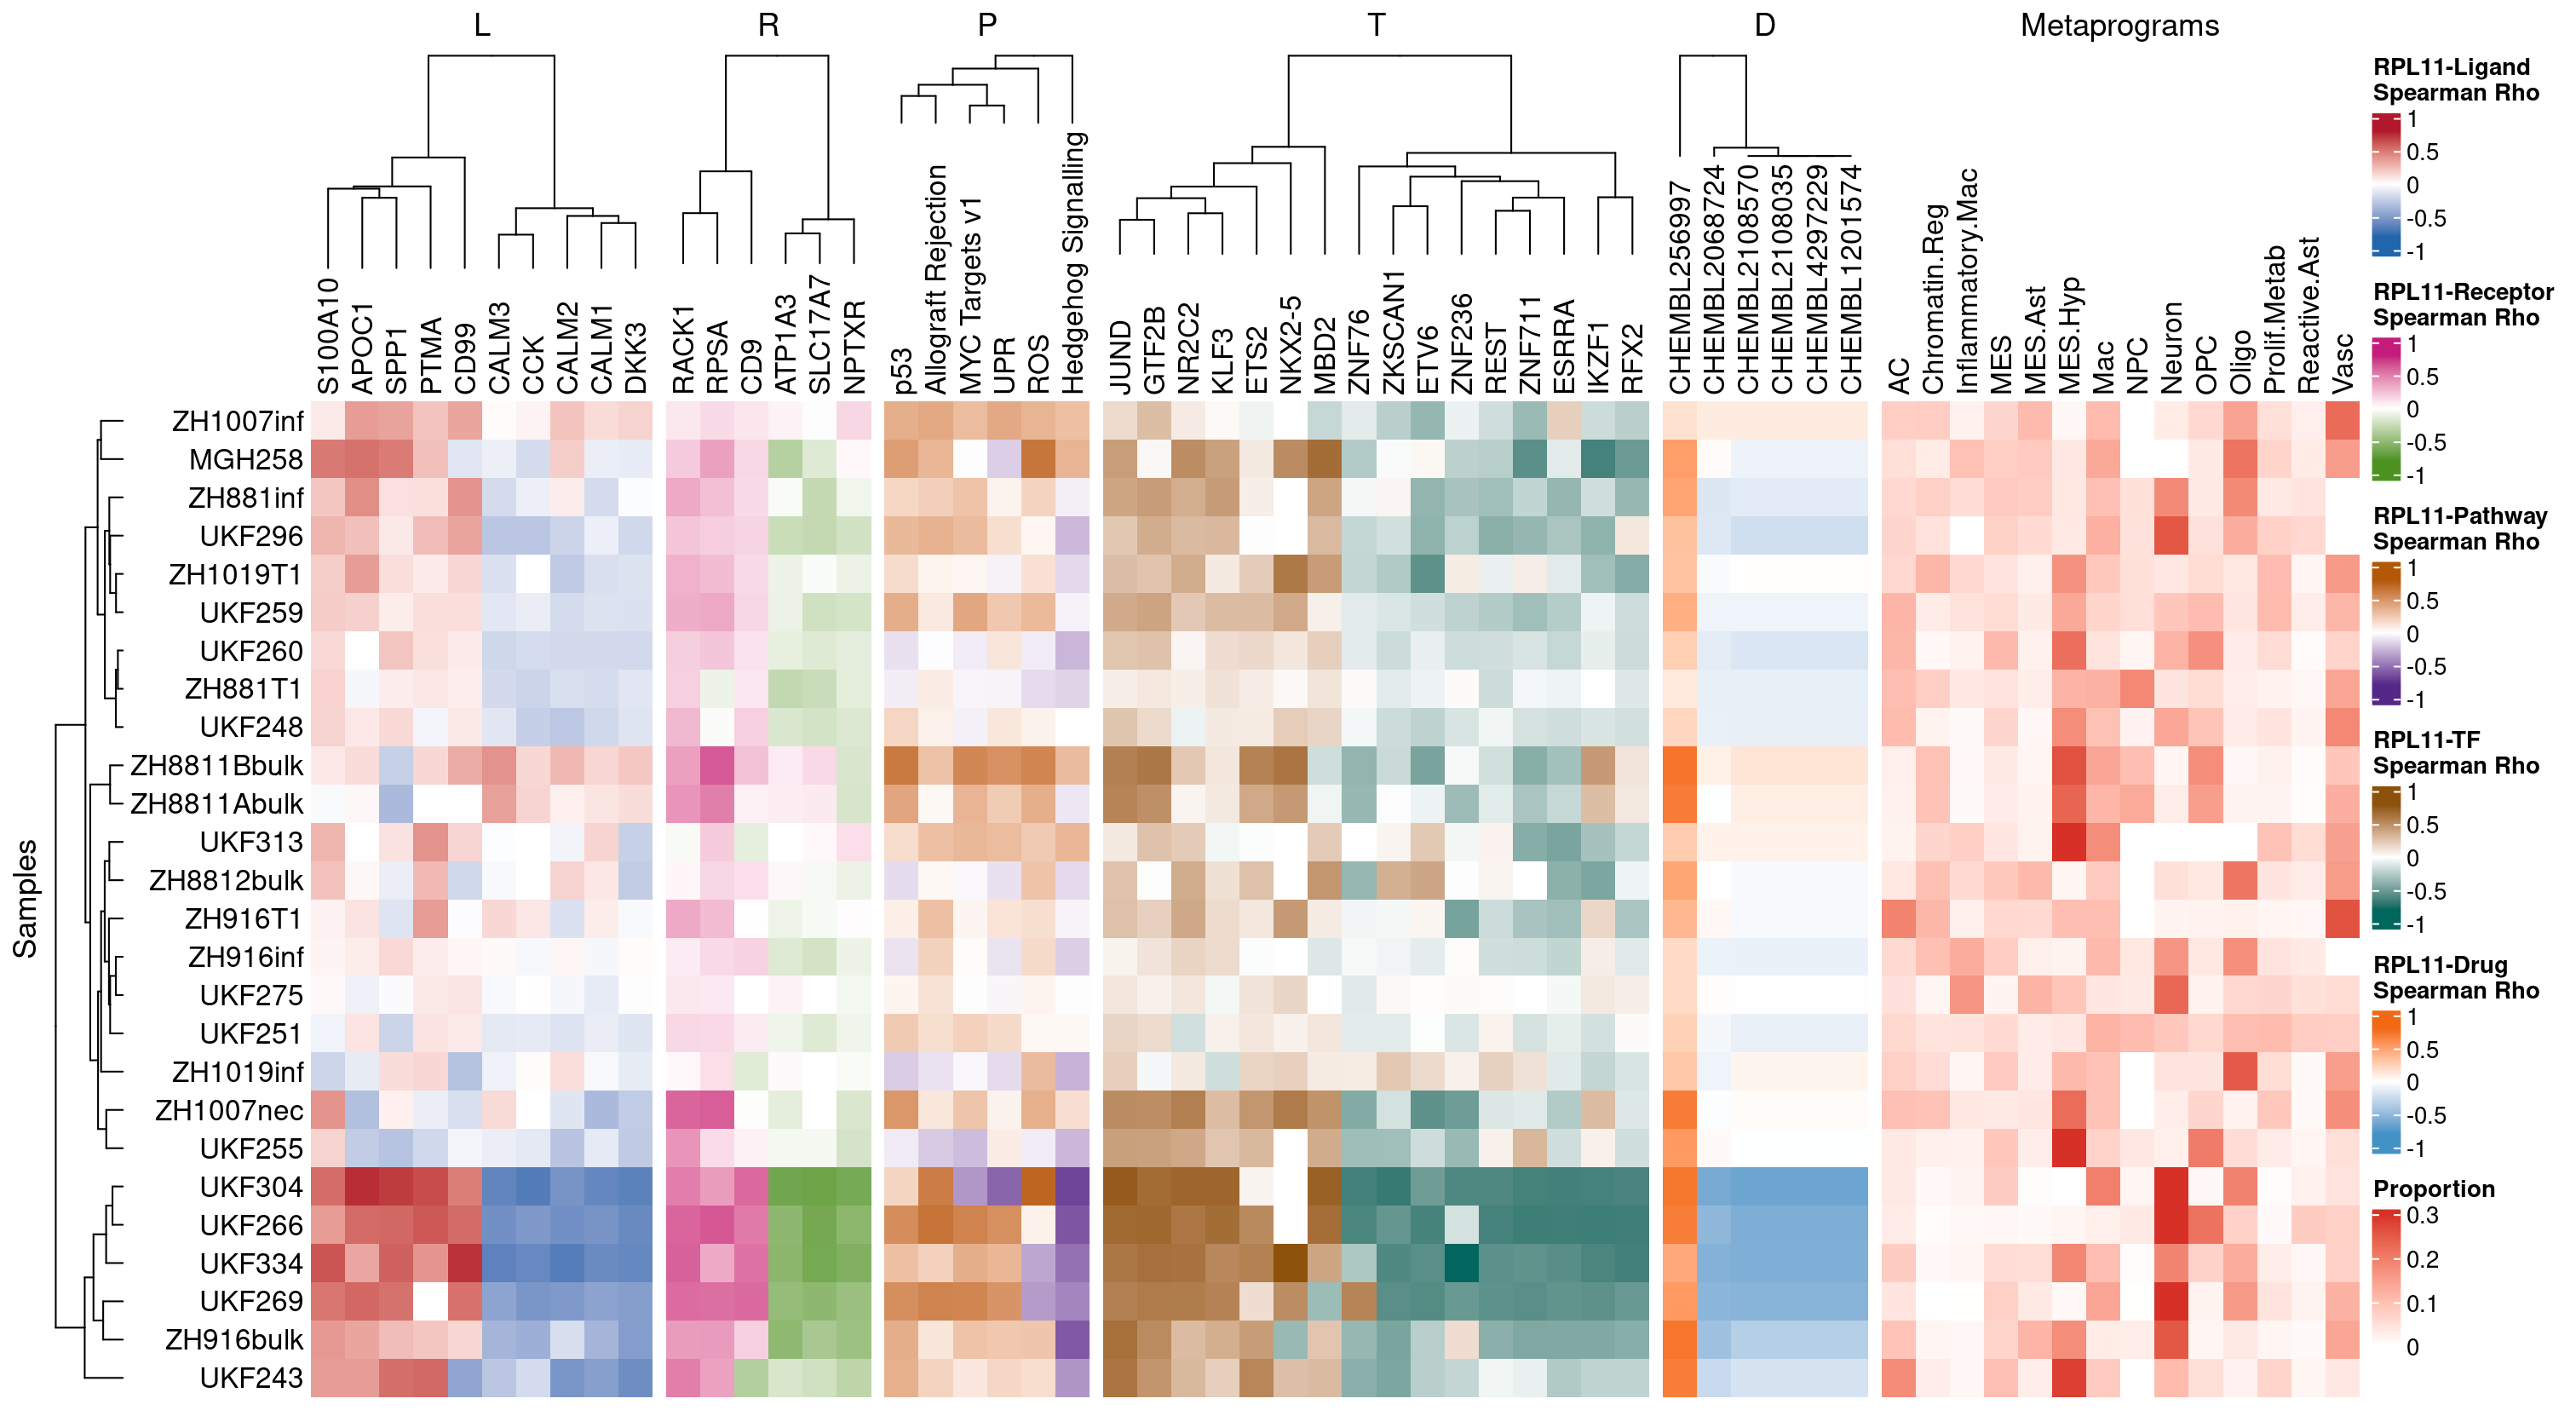 L
R
P
T
D
Metaprograms
S100A10
APOC1
SPP1
PTMA
CD99
CALM3
CCK
CALM2
CALM1
DKK3
RACK1
RPSA
CD9
ATP1A3
SLC17A7
NPTXR
p53
Allograft Rejection
MYC Targets v1
UPR
ROS
Hedgehog Signalling
JUND
GTF2B
NR2C2
KLF3
ETS2
NKX2-5
MBD2
ZNF76
ZKSCAN1
ETV6
ZNF236
REST
ZNF711
ESRRA
IKZF1
RFX2
CHEMBL256997
CHEMBL2068724
CHEMBL2108570
CHEMBL2108035
CHEMBL4297229
CHEMBL1201574
AC
Chromatin.Reg
Inflammatory.Mac
MES
MES.Ast
MES.Hyp
Mac
NPC
Neuron
OPC
Oligo
Prolif.Metab
Reactive.Ast
Vasc
Samples
ZH1007inf
MGH258
ZH881inf
UKF296
ZH1019T1
UKF259
UKF260
ZH881T1
UKF248
ZH8811Bbulk
ZH8811Abulk
UKF313
ZH8812bulk
ZH916T1
ZH916inf
UKF275
UKF251
ZH1019inf
ZH1007nec
UKF255
UKF304
UKF266
UKF334
UKF269
ZH916bulk
UKF243
RPL11-Ligand
Spearman Rho
1
0.5
0
-0.5
-1
RPL11-Receptor
Spearman Rho
1
0.5
0
-0.5
-1
RPL11-Pathway
Spearman Rho
1
0.5
0
-0.5
-1
RPL11-TF
Spearman Rho
1
0.5
0
-0.5
-1
RPL11-Drug
Spearman Rho
1
0.5
0
-0.5
-1
Proportion
0.3
0.2
0.1
0